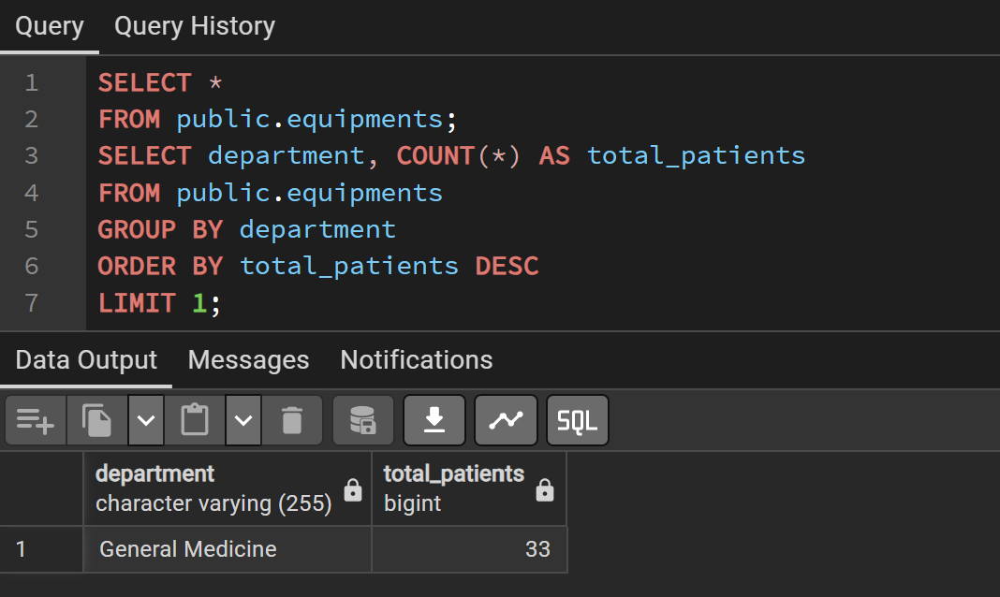 Query Query History
1 SELECT *
2 FROM public.equipments;
3 SELECT department, COUNT(*) AS total_patients
4 FROM public.equipments
5 GROUP BY department
6 ORDER BY total_patients DESC
7 LIMIT 1;
Data Output Messages Notifications
SQL
department total_patients
character varying (255) bigint
1 General Medicine 33